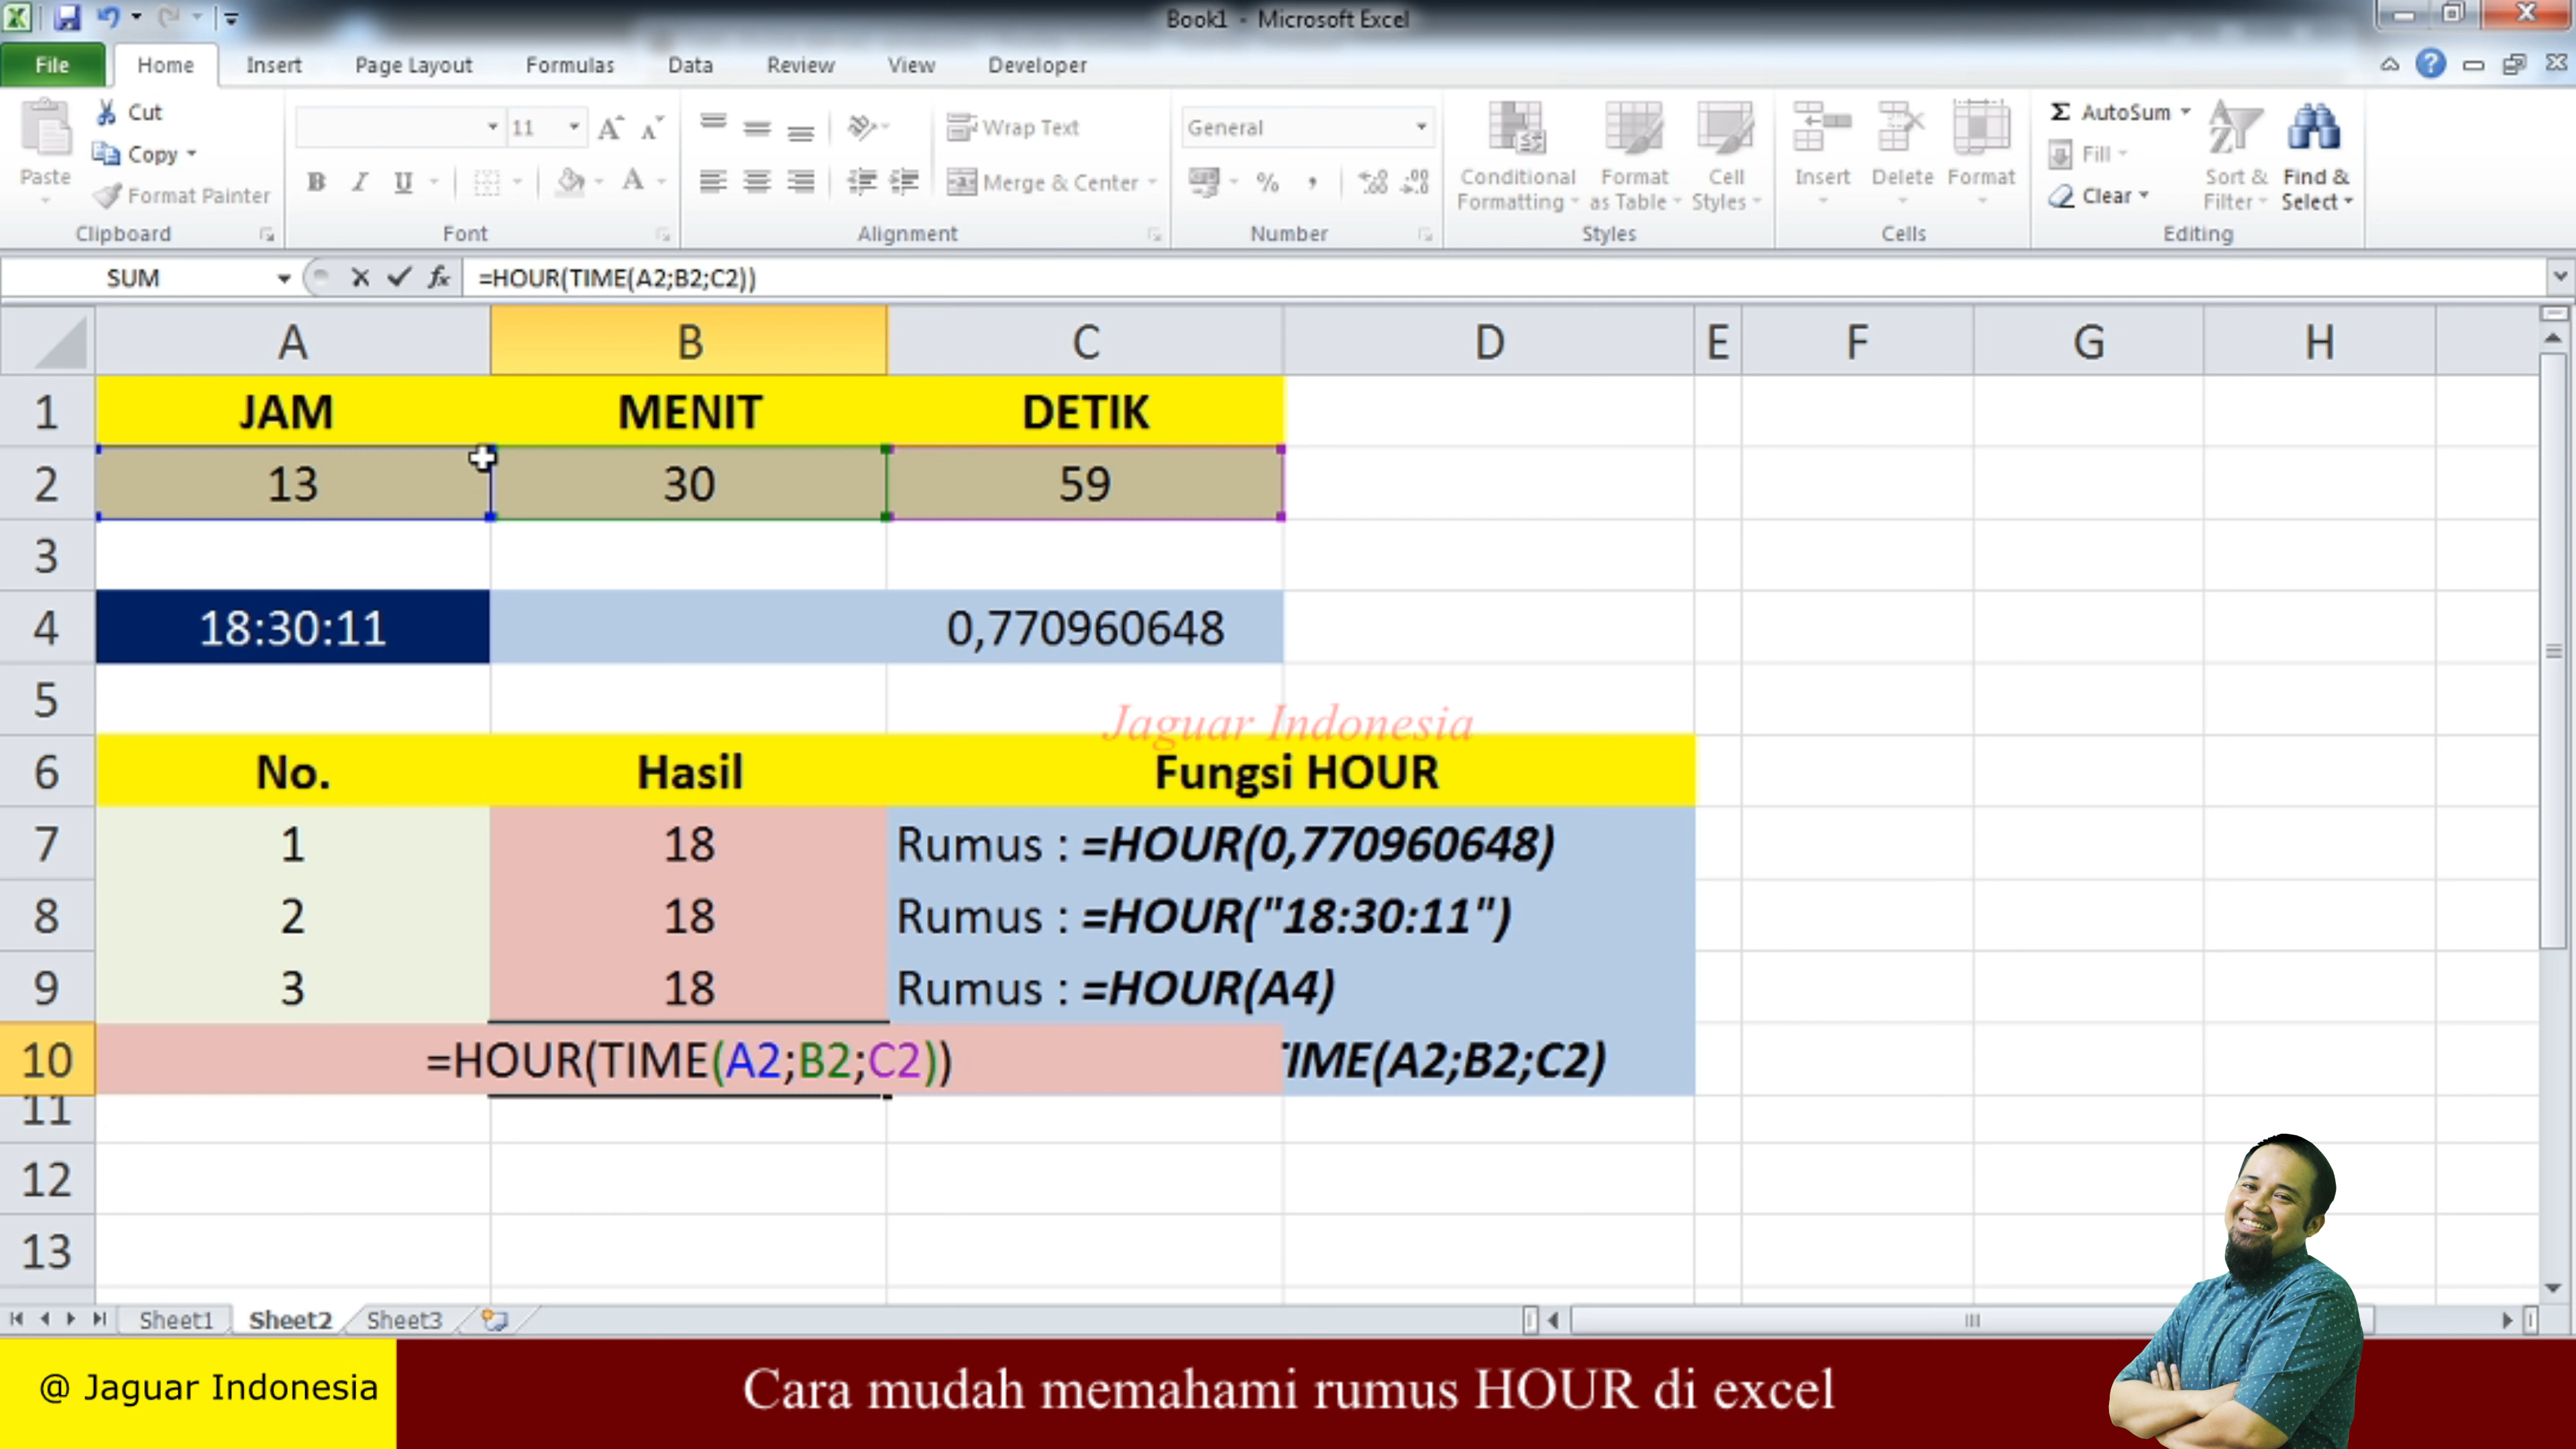 Book1 - Microsoft Excel
File Home Insert Page Layout Formulas Data Review View Developer
Paste
Cut
Copy
Format Painter
Clipboard
11
B I U
Font
Wrap Text
Merge & Center
Alignment
General
%
Number
Conditional Formatting
Format as Table
Cell Styles
Styles
Insert Delete Format
Cells
Σ AutoSum
Fill
Clear
Sort & Filter
Find & Select
Editing
SUM fx =HOUR(TIME(A2;B2;C2))
A B C D E F G H
1 JAM MENIT DETIK
2 13 30 59
3
4 18:30:11 0,770960648
5
Jaguar Indonesia
6 No. Hasil Fungsi HOUR
7 1 18 Rumus : =HOUR(0,770960648)
8 2 18 Rumus : =HOUR("18:30:11")
9 3 18 Rumus : =HOUR(A4)
10 =HOUR(TIME(A2;B2;C2)) TIME(A2;B2;C2)
11
12
13
Sheet1 Sheet2 Sheet3
@ Jaguar Indonesia
Cara mudah memahami rumus HOUR di excel